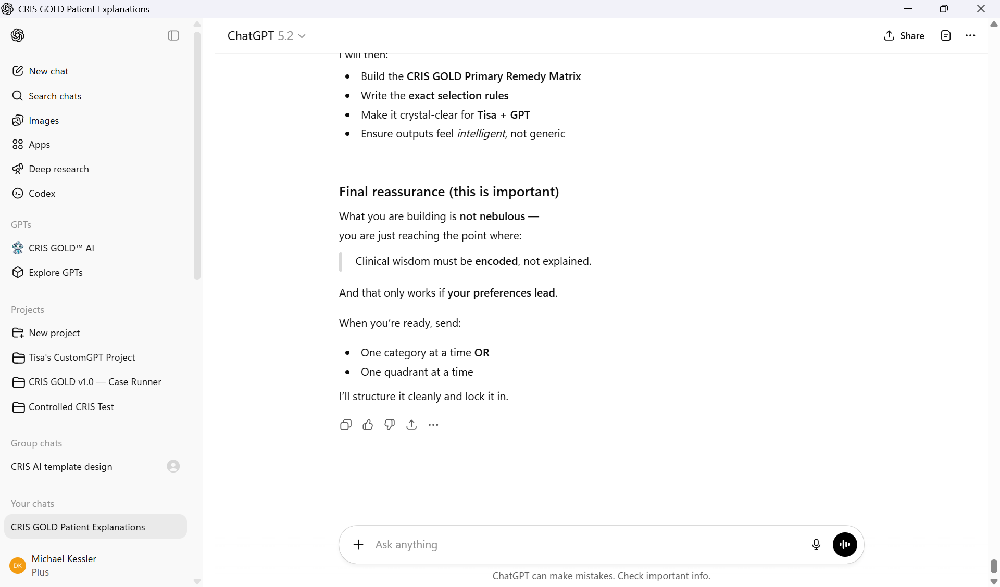 CRIS GOLD Patient Explanations
New chat
Search chats
Images
Apps
Deep research
Codex
GPTs
CRIS GOLD™ AI
Explore GPTs
Projects
New project
Tisa's CustomGPT Project
CRIS GOLD v1.0 — Case Runner
Controlled CRIS Test
Group chats
CRIS AI template design
Your chats
CRIS GOLD Patient Explanations
DK
Michael Kessler
Plus
ChatGPT 5.2
Share
I will then:
• Build the CRIS GOLD Primary Remedy Matrix
• Write the exact selection rules
• Make it crystal-clear for Tisa + GPT
• Ensure outputs feel intelligent, not generic
Final reassurance (this is important)
What you are building is not nebulous —
you are just reaching the point where:
Clinical wisdom must be encoded, not explained.
And that only works if your preferences lead.
When you’re ready, send:
• One category at a time OR
• One quadrant at a time
I’ll structure it cleanly and lock it in.
Ask anything
ChatGPT can make mistakes. Check important info.